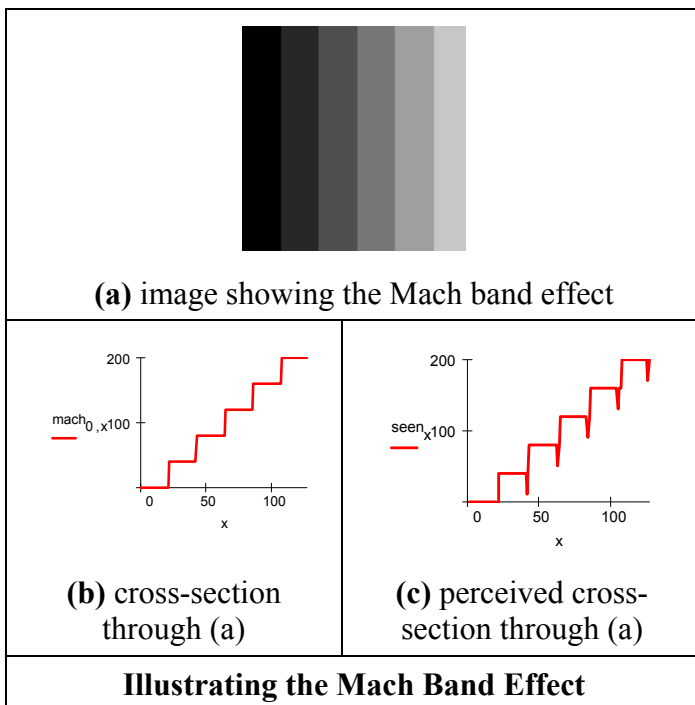 (a) image showing the Mach band effect
200
mach0 ,x100
0 50 100
x
(b) cross-section
through (a)
200
seenx100
0 50 100
x
(c) perceived cross-
section through (a)
Illustrating the Mach Band Effect